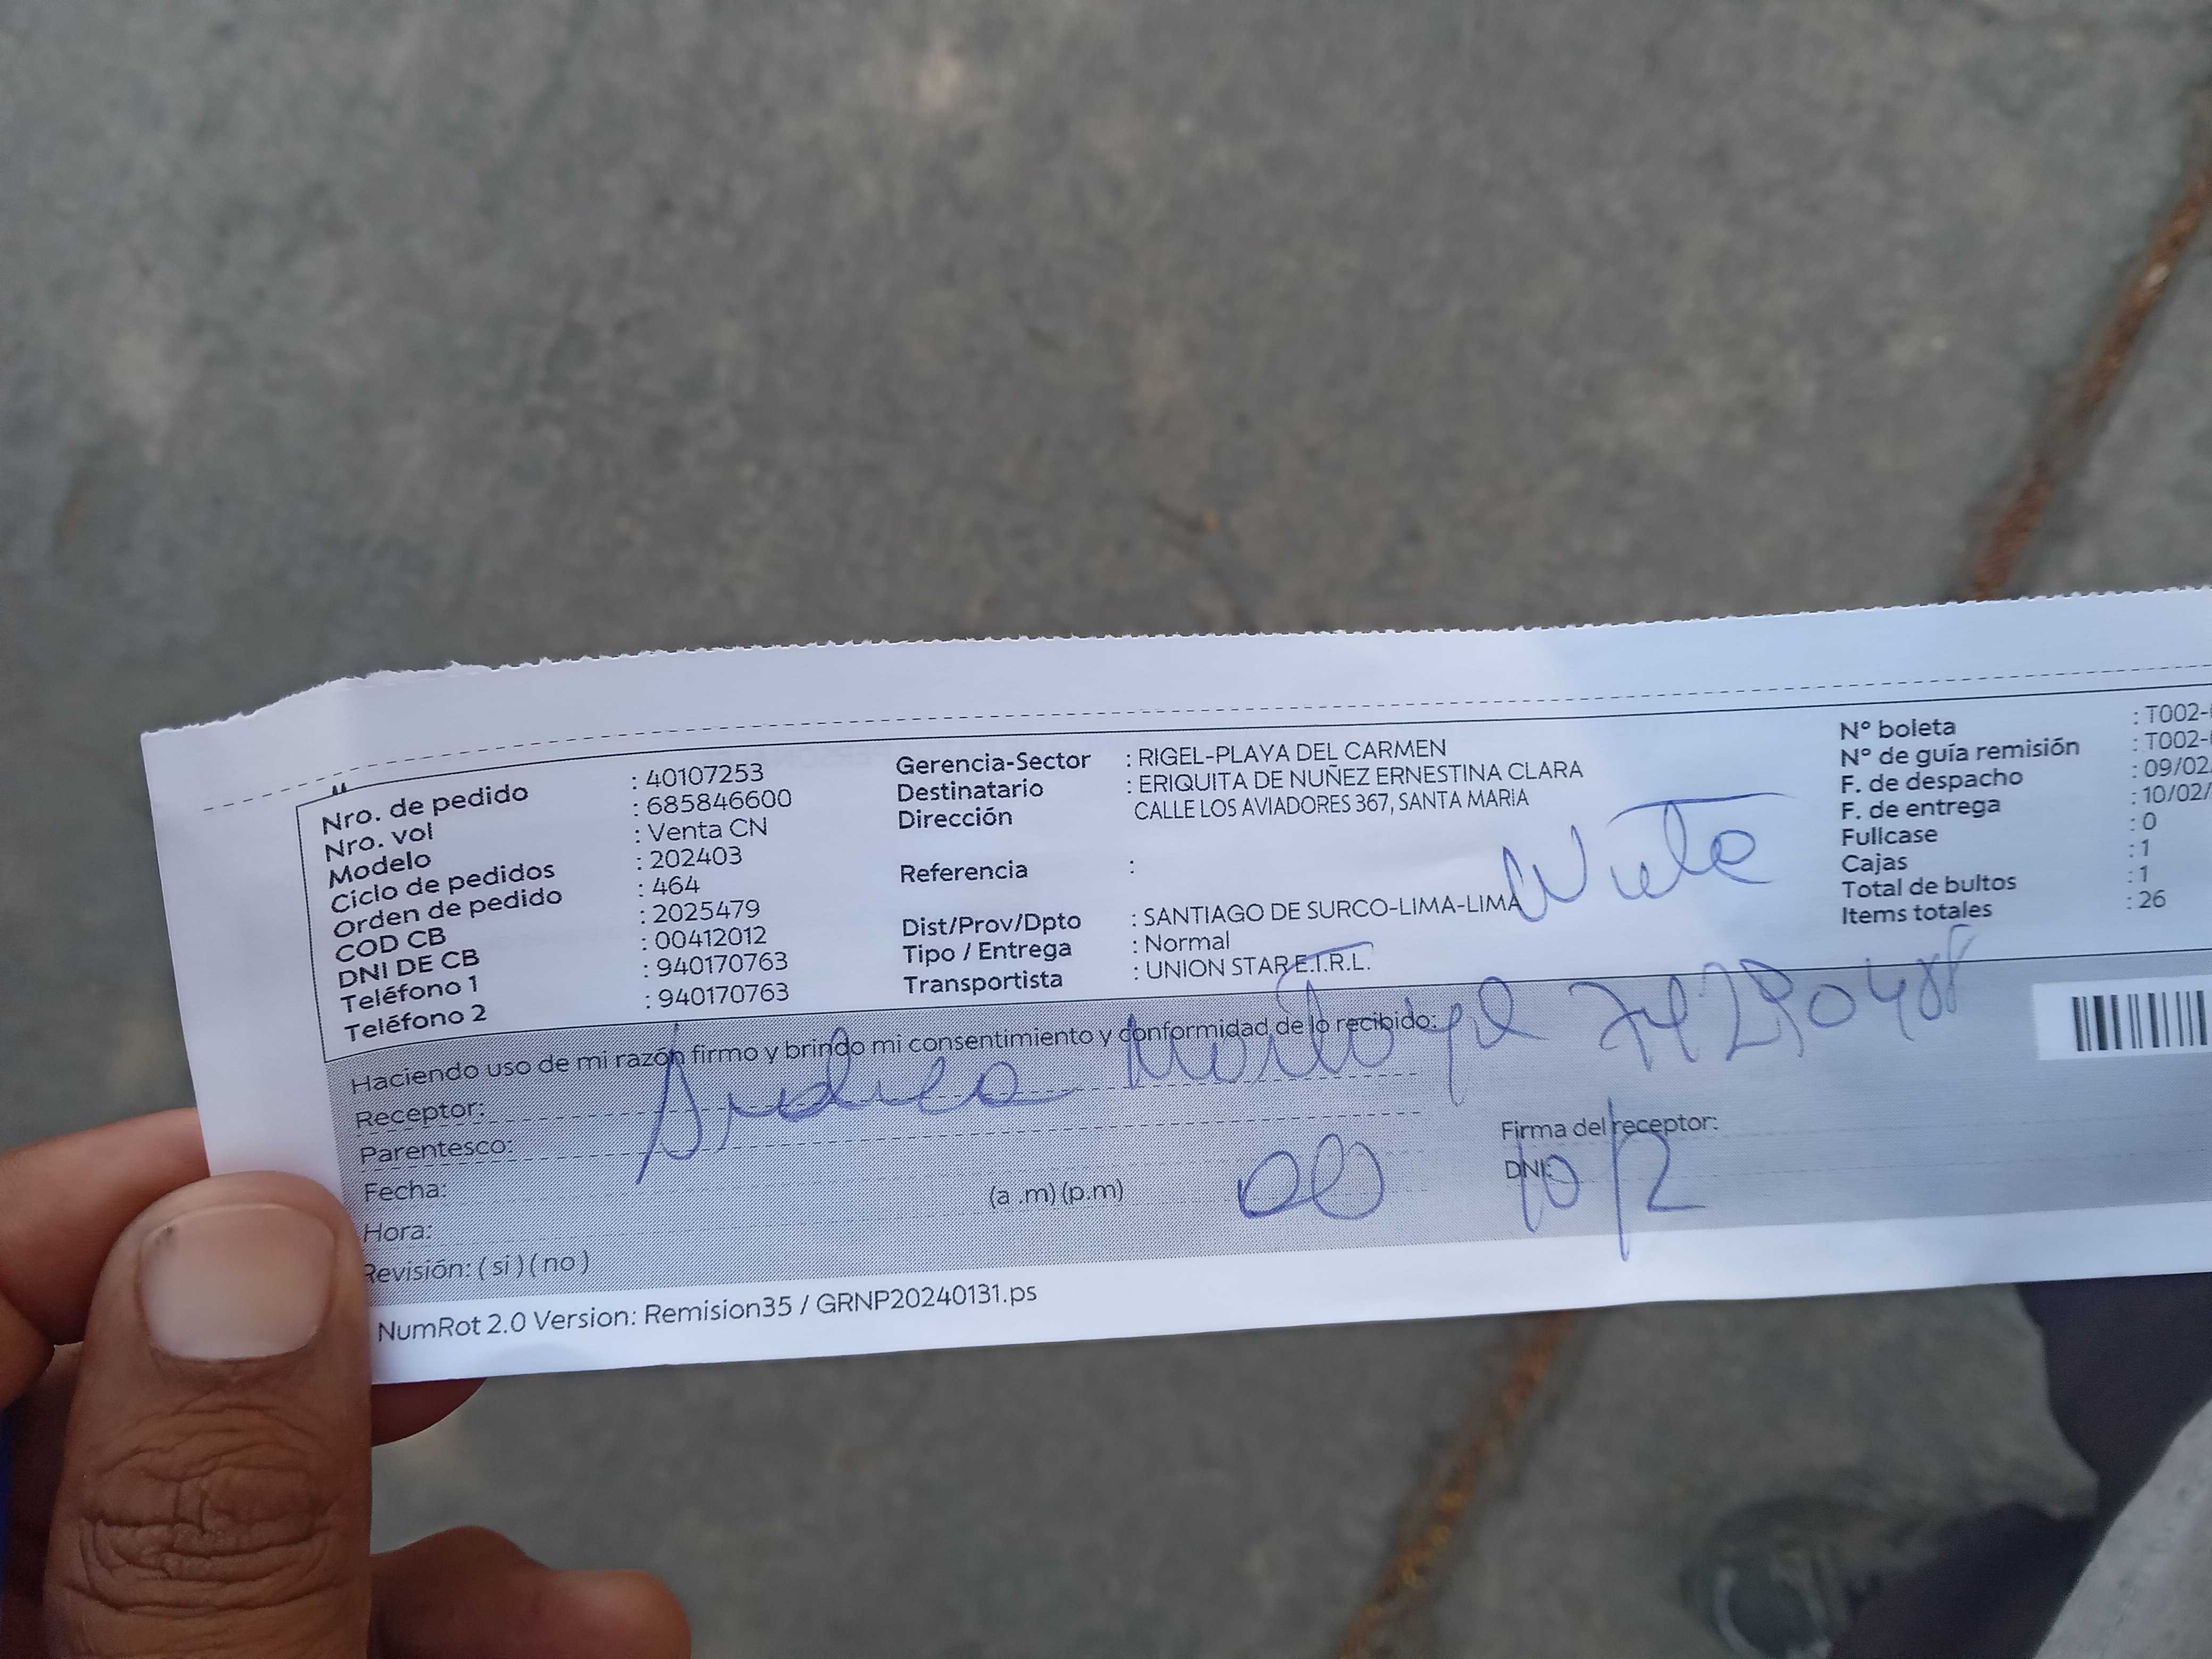 Nro. de pedido : 40107253
Nro. vol : 685846600
Modelo : Venta CN
Ciclo de pedidos : 202403
Orden de pedido : 464
COD CB : 2025479
DNI DE CB : 00412012
Teléfono 1 : 940170763
Teléfono 2 : 940170763
Gerencia-Sector : RIGEL-PLAYA DEL CARMEN
Destinatario : ERIQUITA DE NUÑEZ ERNESTINA CLARA
Dirección CALLE LOS AVIADORES 367, SANTA MARIA
Referencia :
Dist/Prov/Dpto : SANTIAGO DE SURCO-LIMA-LIMA
Tipo / Entrega : Normal
Transportista : UNION STAR E.I.R.L.
Nº boleta : T002-
Nº de guía remisión : T002-
F. de despacho : 09/02/
F. de entrega : 10/02/
Fullcase : 0
Cajas : 1
Total de bultos : 1
Items totales : 26
Haciendo uso de mi razón firmo y brindo mi consentimiento y conformidad de lo recibido:
Receptor: Andrea
Parentesco:
Fecha:
Hora: (a .m) (p.m)
Revisión: ( si ) ( no )
Firma del receptor:
DNI:
10/2
NumRot 2.0 Version: Remision35 / GRNP20240131.ps